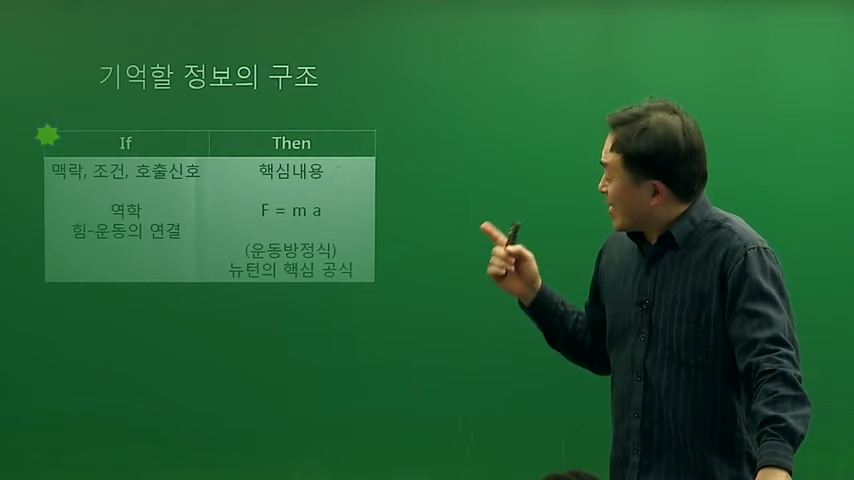 기억할 정보의 구조
If
Then
맥락, 조건, 호출신호
핵심내용
역학
F = m a
힘-운동의 연결
(운동방정식)
뉴턴의 핵심 공식